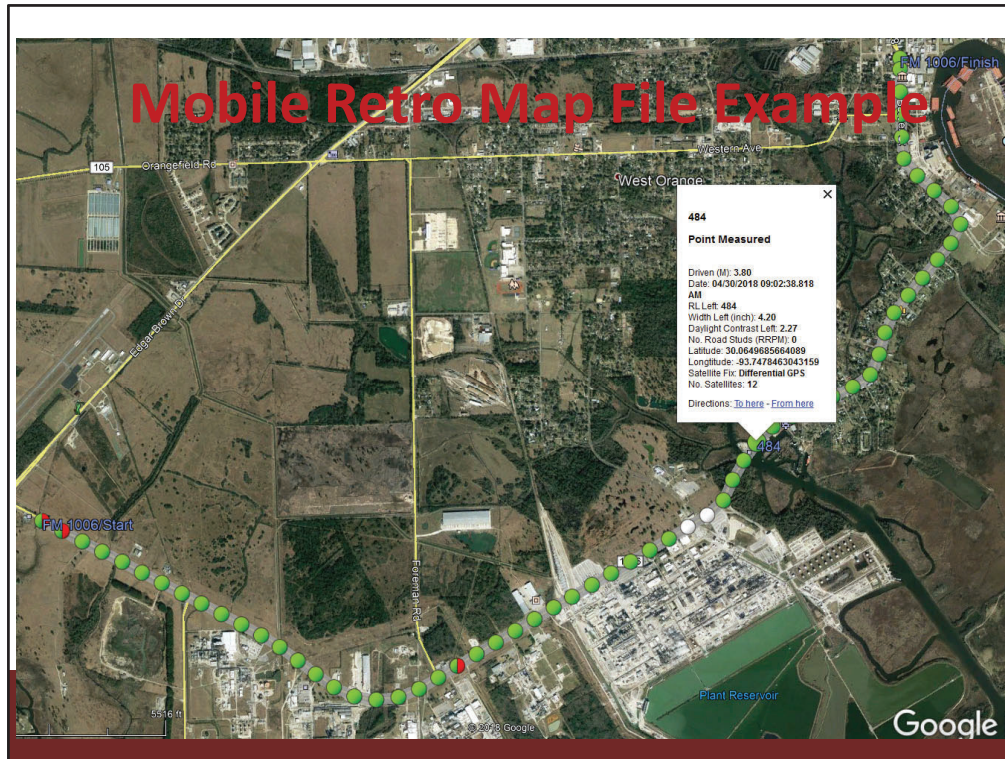 FM 1006/Finish
Mobile Retro Map File Example
105
Orangefield Rd
Western Ave
West Orange
484
Point Measured
Driven (M): 3.80
Date: 04/30/2018 09:02:38.818
AM
RL Left: 484
Width Left (inch): 4.20
Daylight Contrast Left: 2.27
No. Road Studs (RRPM): 0
Latitude: 30.0649685664089
Longtitude: -93.7478463043159
Satellite Fix: Differential GPS
No. Satellites: 12
Directions: To here - From here
Edgar Brown Dr
484
FM 1006/Start
Foreman Rd
Plant Reservoir
5516 ft
© 2018 Google
Google